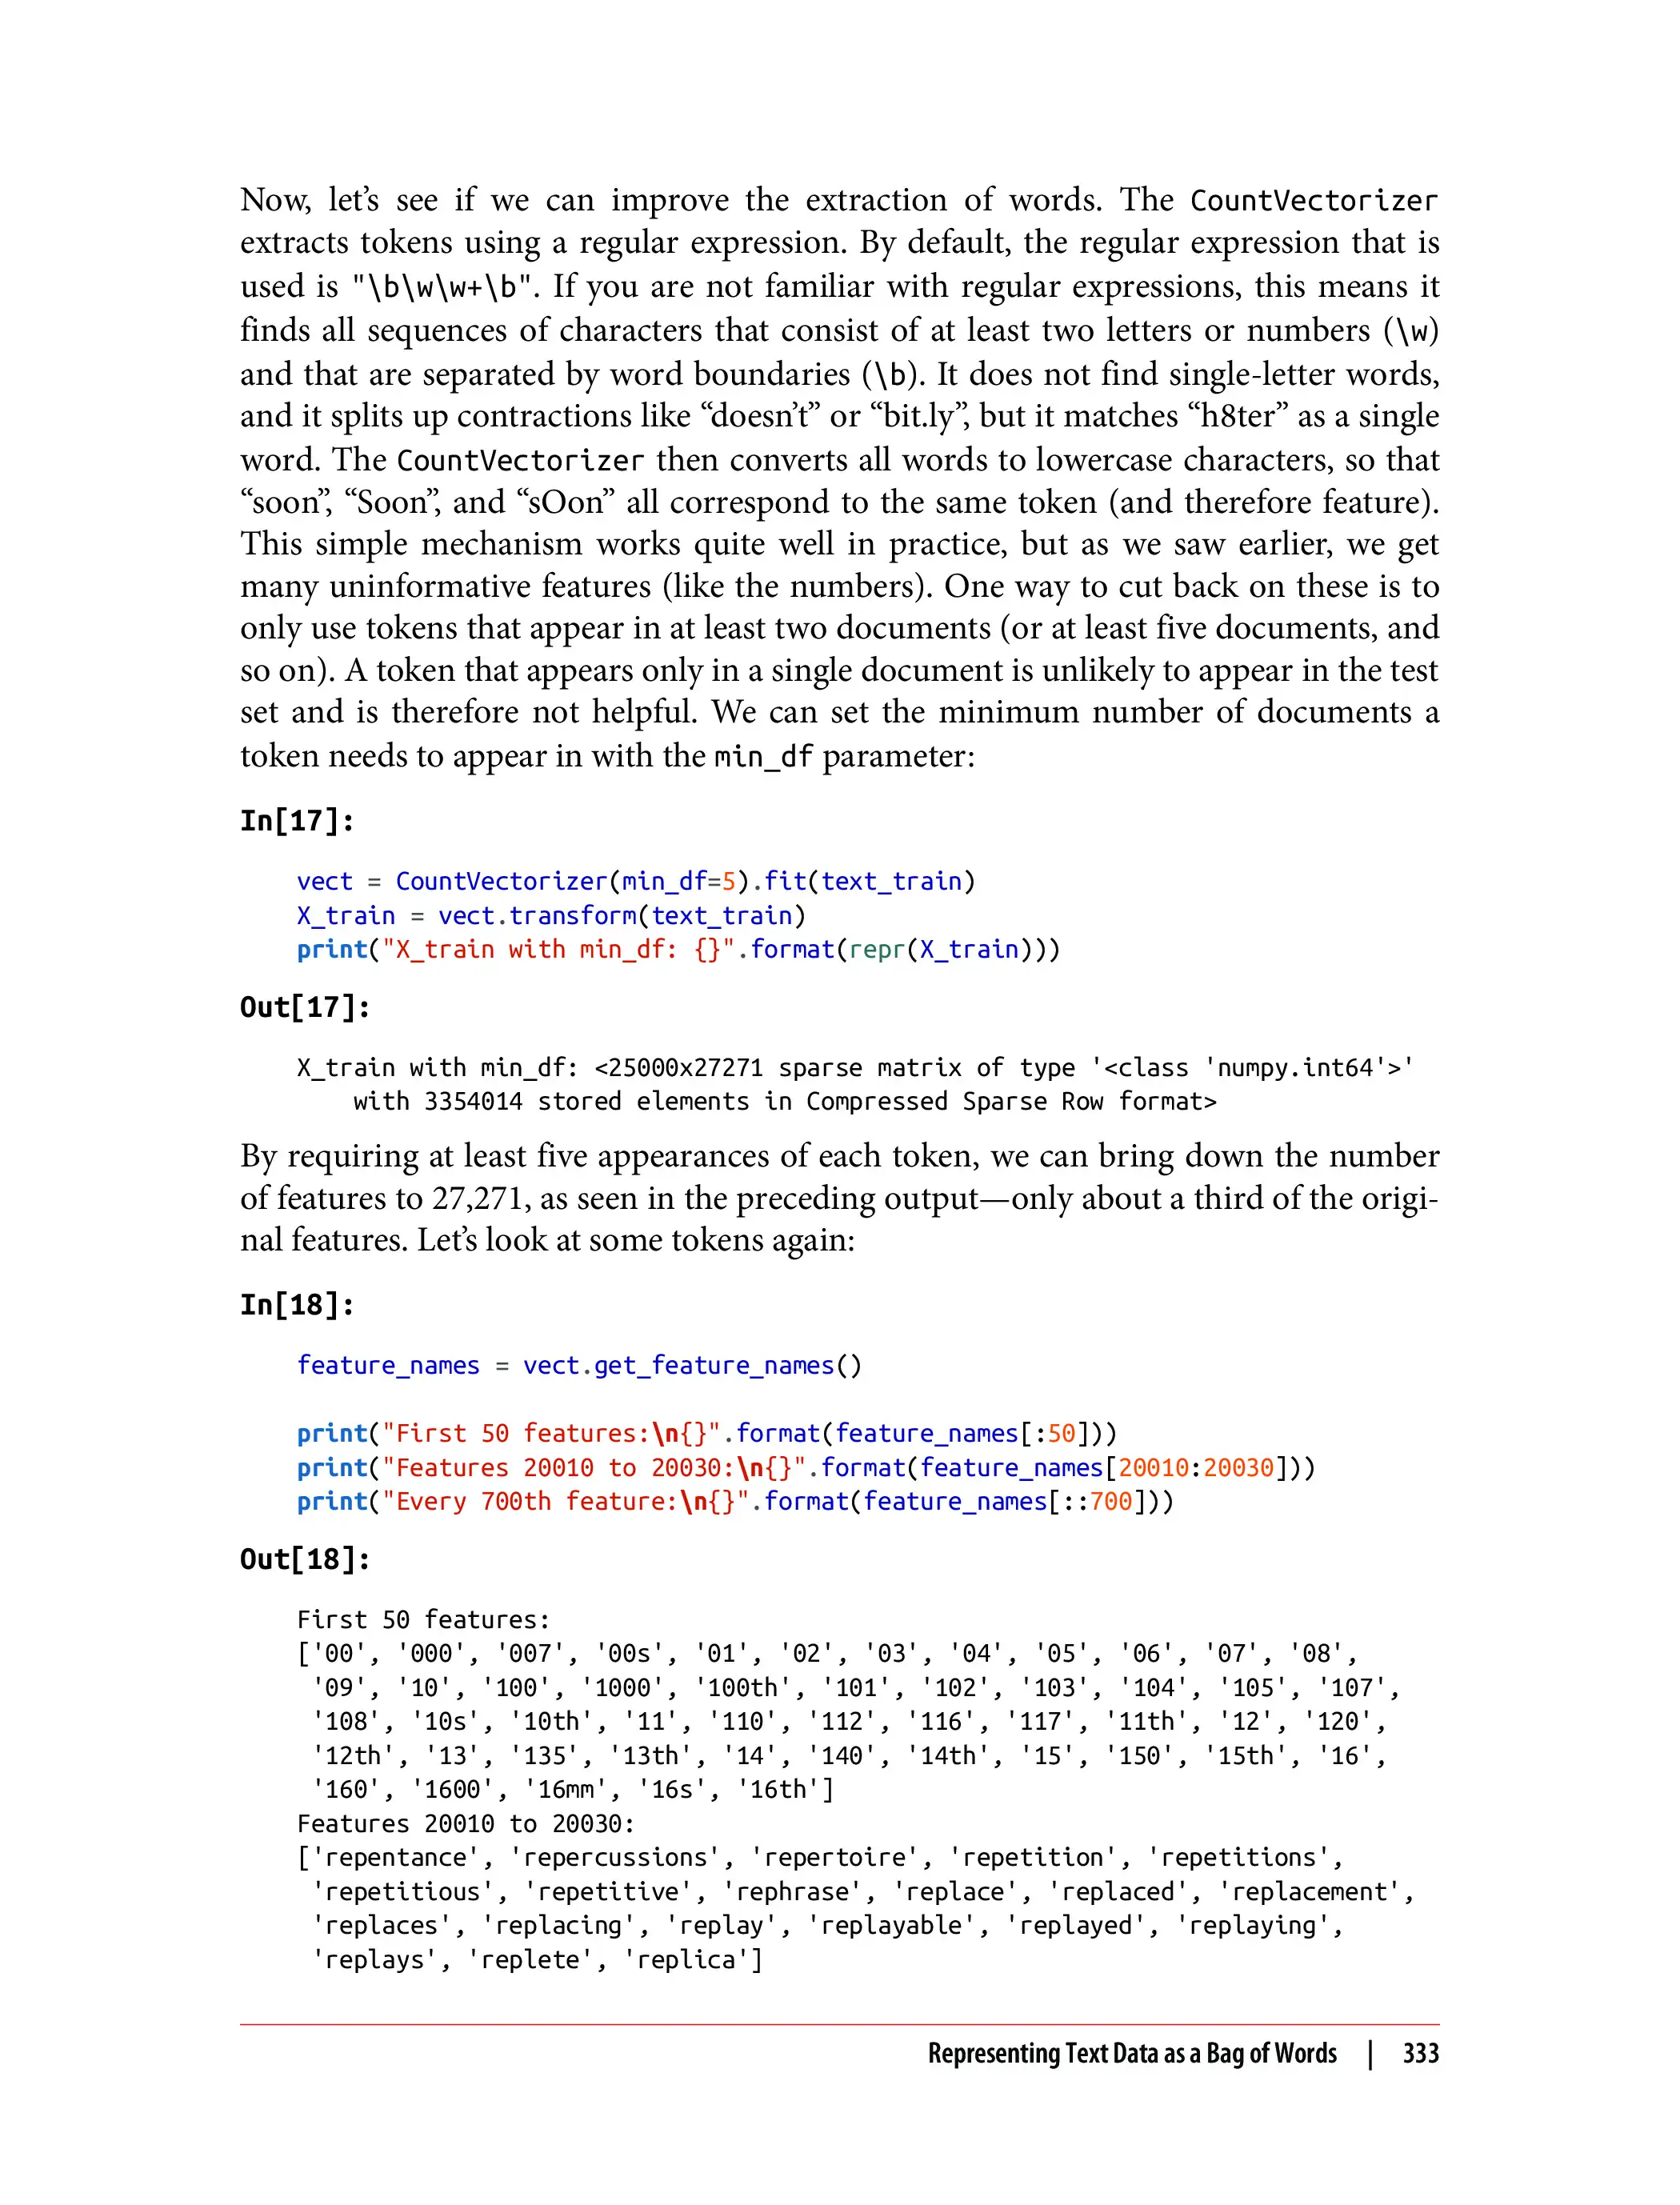 Now, let’s see if we can improve the extraction of words. The CountVectorizer
extracts tokens using a regular expression. By default, the regular expression that is
used is "\b\w\w+\b". If you are not familiar with regular expressions, this means it
finds all sequences of characters that consist of at least two letters or numbers (\w)
and that are separated by word boundaries (\b). It does not find single-letter words,
and it splits up contractions like “doesn’t” or “bit.ly”, but it matches “h8ter” as a single
word. The CountVectorizer then converts all words to lowercase characters, so that
“soon”, “Soon”, and “sOon” all correspond to the same token (and therefore feature).
This simple mechanism works quite well in practice, but as we saw earlier, we get
many uninformative features (like the numbers). One way to cut back on these is to
only use tokens that appear in at least two documents (or at least five documents, and
so on). A token that appears only in a single document is unlikely to appear in the test
set and is therefore not helpful. We can set the minimum number of documents a
token needs to appear in with the min_df parameter:
In[17]:
vect = CountVectorizer(min_df=5).fit(text_train)
X_train = vect.transform(text_train)
print("X_train with min_df: {}".format(repr(X_train)))
Out[17]:
X_train with min_df: <25000x27271 sparse matrix of type '<class 'numpy.int64'>'
    with 3354014 stored elements in Compressed Sparse Row format>
By requiring at least five appearances of each token, we can bring down the number
of features to 27,271, as seen in the preceding output—only about a third of the origi-
nal features. Let’s look at some tokens again:
In[18]:
feature_names = vect.get_feature_names()
print("First 50 features:\n{}".format(feature_names[:50]))
print("Features 20010 to 20030:\n{}".format(feature_names[20010:20030]))
print("Every 700th feature:\n{}".format(feature_names[::700]))
Out[18]:
First 50 features:
['00', '000', '007', '00s', '01', '02', '03', '04', '05', '06', '07', '08',
 '09', '10', '100', '1000', '100th', '101', '102', '103', '104', '105', '107',
 '108', '10s', '10th', '11', '110', '112', '116', '117', '11th', '12', '120',
 '12th', '13', '135', '13th', '14', '140', '14th', '15', '150', '15th', '16',
 '160', '1600', '16mm', '16s', '16th']
Features 20010 to 20030:
['repentance', 'repercussions', 'repertoire', 'repetition', 'repetitions',
 'repetitious', 'repetitive', 'rephrase', 'replace', 'replaced', 'replacement',
 'replaces', 'replacing', 'replay', 'replayable', 'replayed', 'replaying',
 'replays', 'replete', 'replica']
Representing Text Data as a Bag of Words | 333